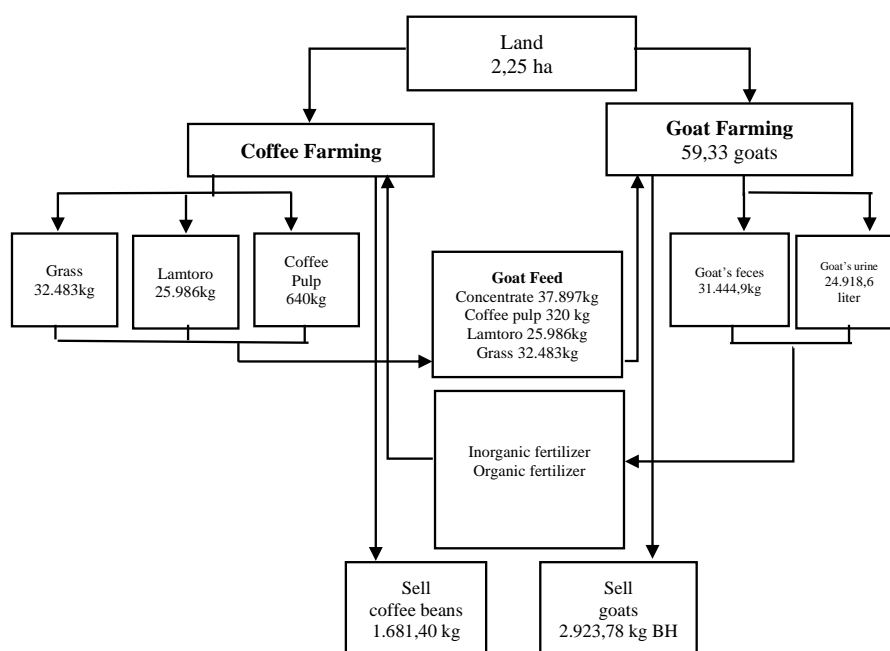 Land
2,25 ha
Coffee Farming
Goat Farming
59,33 goats
Grass
32.483kg
Lamtoro
25.986kg
Coffee
Pulp
640kg
Goat Feed
Concentrate 37.897kg
Coffee pulp 320 kg
Lamtoro 25.986kg
Grass 32.483kg
Goat's feces
31.444,9kg
Goat's urine
24.918,6
liter
Inorganic fertilizer
Organic fertilizer
Sell
coffee beans
1.681,40 kg
Sell
goats
2.923,78 kg BH